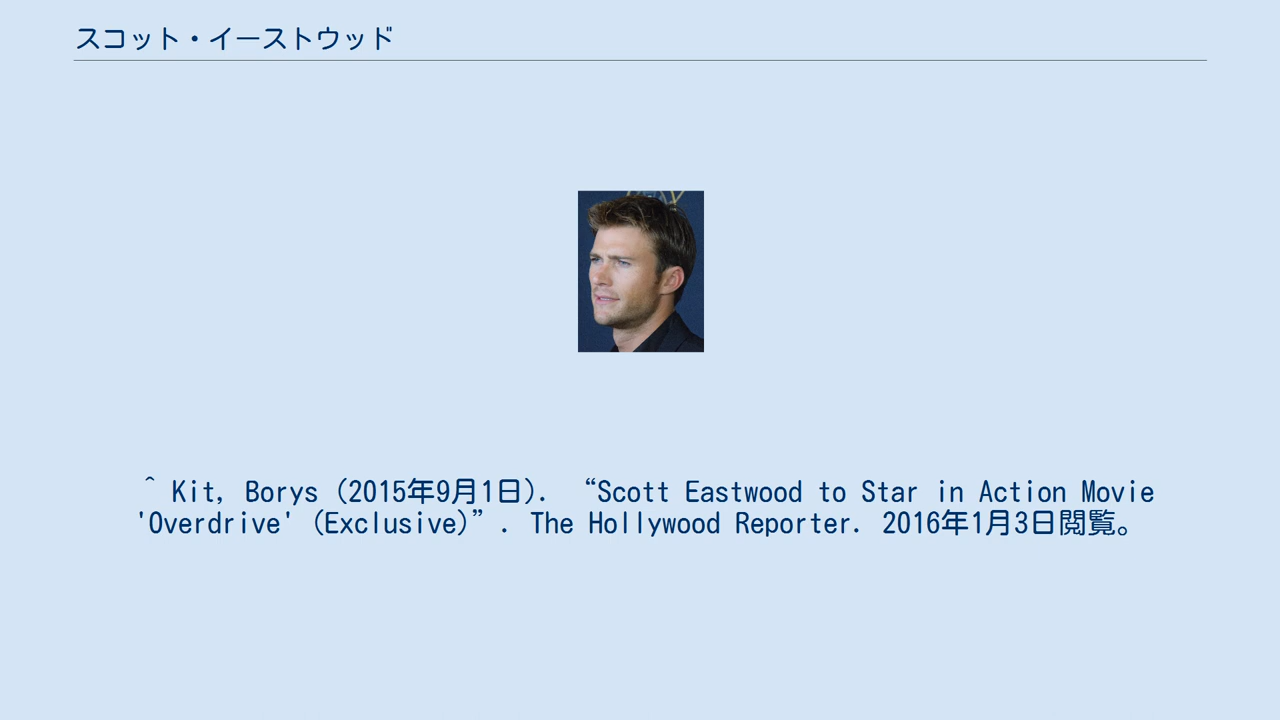 スコット・イーストウッド
^ Kit, Borys (2015年9月1日). “Scott Eastwood to Star in Action Movie
'Overdrive' (Exclusive)” . The Hollywood Reporter. 2016年1月3日閲覧。